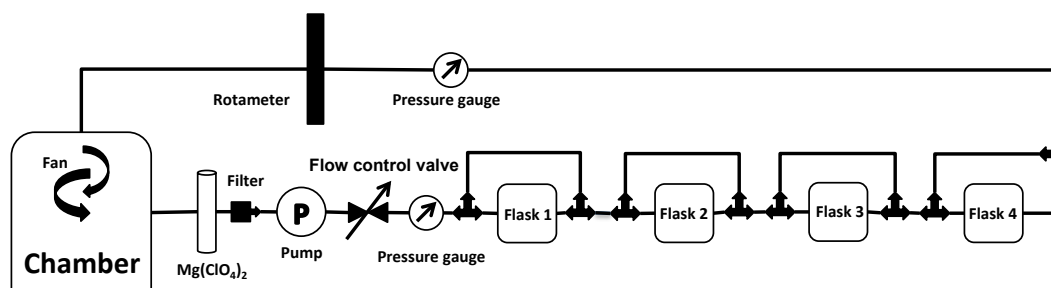 Rotameter
Pressure gauge
Fan
Filter
Flow control valve
P
Flask 1
Flask 2
Flask 3
Flask 4
Chamber
Mg(ClO₄)₂
Pump
Pressure gauge